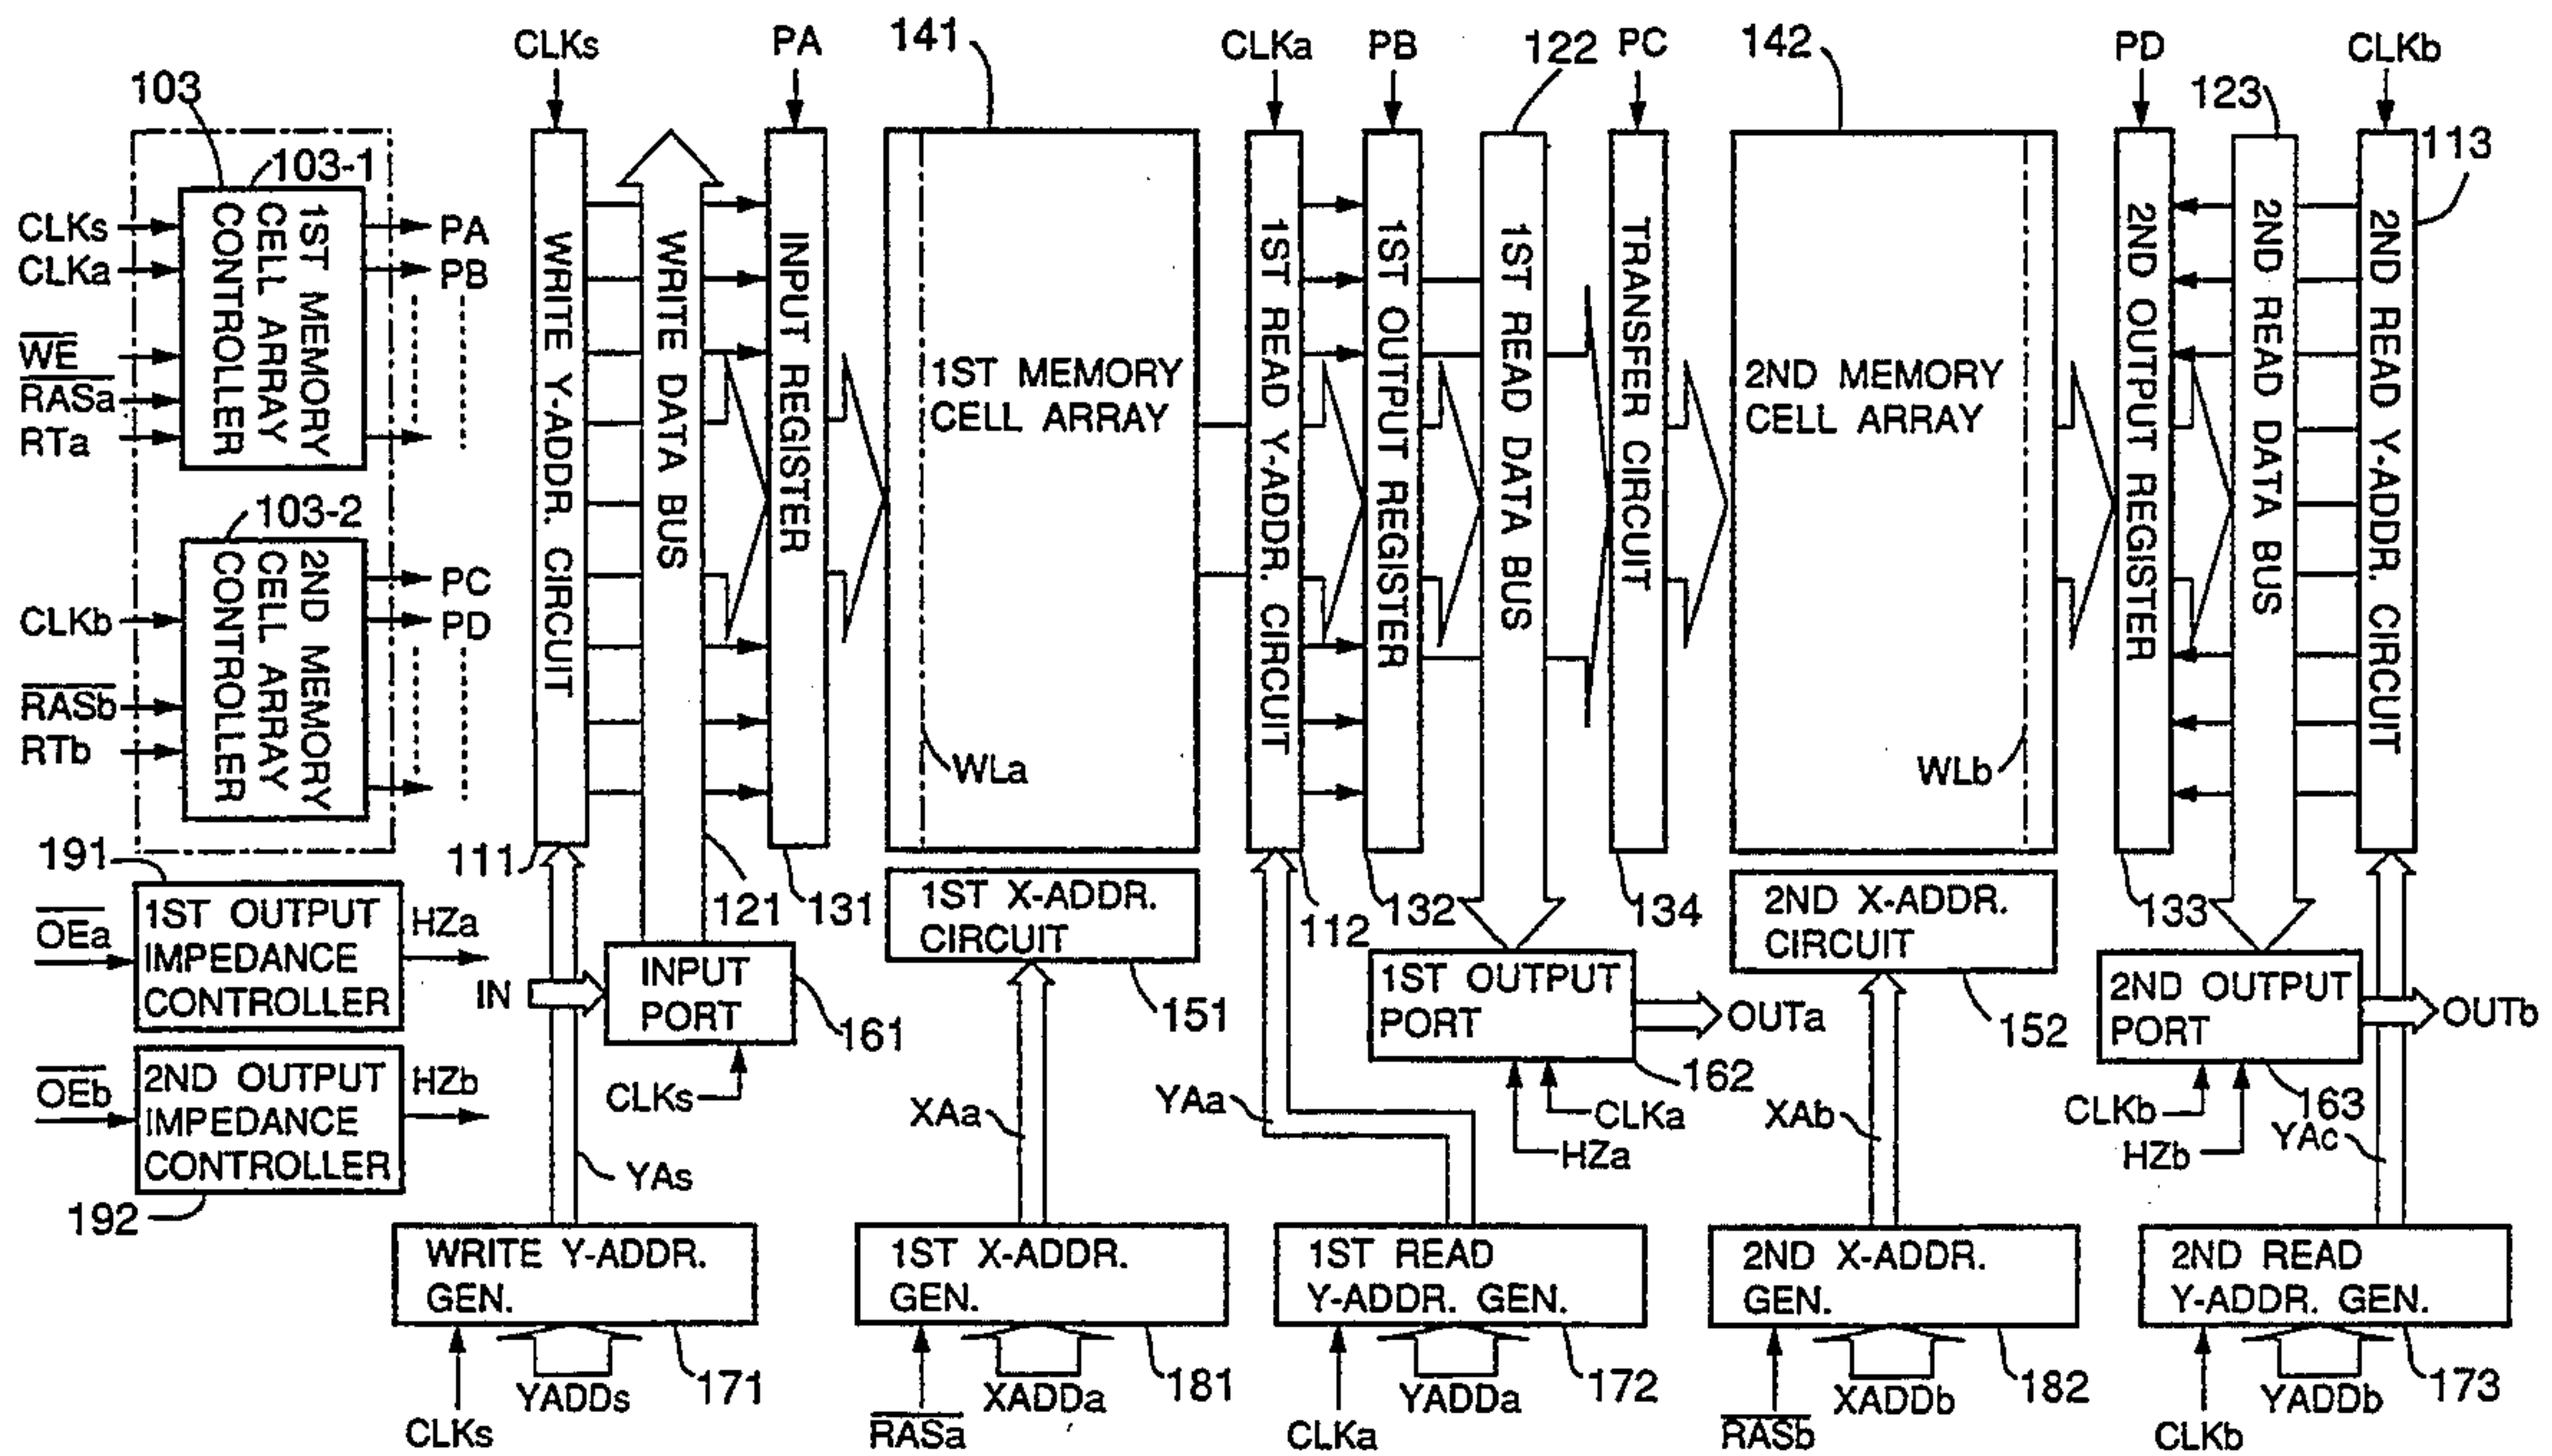 CLKs
PA
141
CLKa
PB
122
PC
142
PD
CLKb
103
123
113
103-1
CLKs
CLKa
WE
RASa
RTa
1ST MEMORY
CELL ARRAY
CONTROLLER
PA
PB
103-2
CLKb
RASb
RTb
2ND MEMORY
CELL ARRAY
CONTROLLER
PC
PD
WRITE Y-ADDR. CIRCUIT
WRITE DATA BUS
INPUT REGISTER
1ST MEMORY
CELL ARRAY
WLa
1ST READ Y-ADDR. CIRCUIT
1ST OUTPUT REGISTER
1ST READ DATA BUS
TRANSFER CIRCUIT
2ND MEMORY
CELL ARRAY
WLb
2ND OUTPUT REGISTER
2ND READ DATA BUS
2ND READ Y-ADDR. CIRCUIT
191
111
121
131
112
132
134
133
OEa
1ST OUTPUT
IMPEDANCE
CONTROLLER
HZa
IN
INPUT
PORT
161
CLKs
1ST X-ADDR.
CIRCUIT
151
1ST OUTPUT
PORT
OUTa
162
CLKa
HZa
2ND X-ADDR.
CIRCUIT
152
2ND OUTPUT
PORT
OUTb
163
CLKb
HZb
OEb
2ND OUTPUT
IMPEDANCE
CONTROLLER
HZb
192
YAs
XAa
YAa
XAb
YAc
WRITE Y-ADDR.
GEN.
1ST X-ADDR.
GEN.
1ST READ
Y-ADDR. GEN.
2ND X-ADDR.
GEN.
2ND READ
Y-ADDR. GEN.
CLKs
YADDs
171
RASa
XADDa
181
CLKa
YADDa
172
RASb
XADDb
182
CLKb
YADDb
173